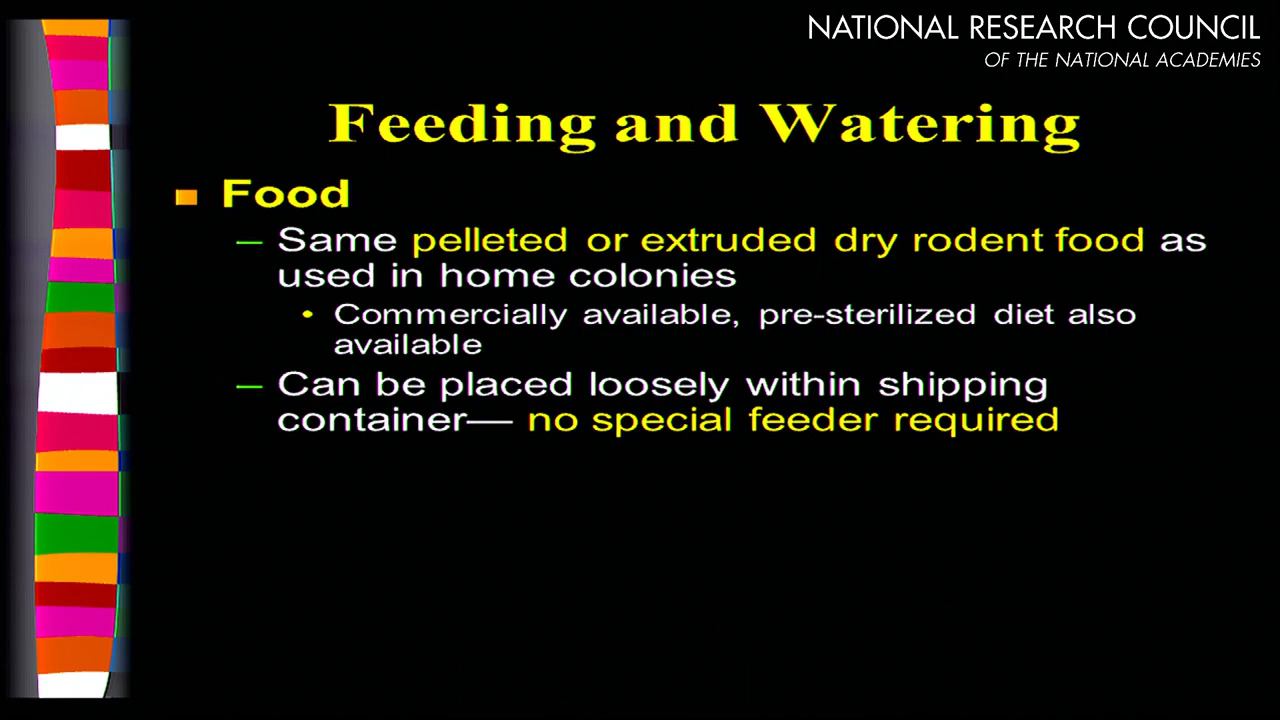 NATIONAL RESEARCH COUNCIL
OF THE NATIONAL ACADEMIES
Feeding and Watering
Food
– Same pelleted or extruded dry rodent food as
used in home colonies
• Commercially available, pre-sterilized diet also
available
– Can be placed loosely within shipping
container— no special feeder required